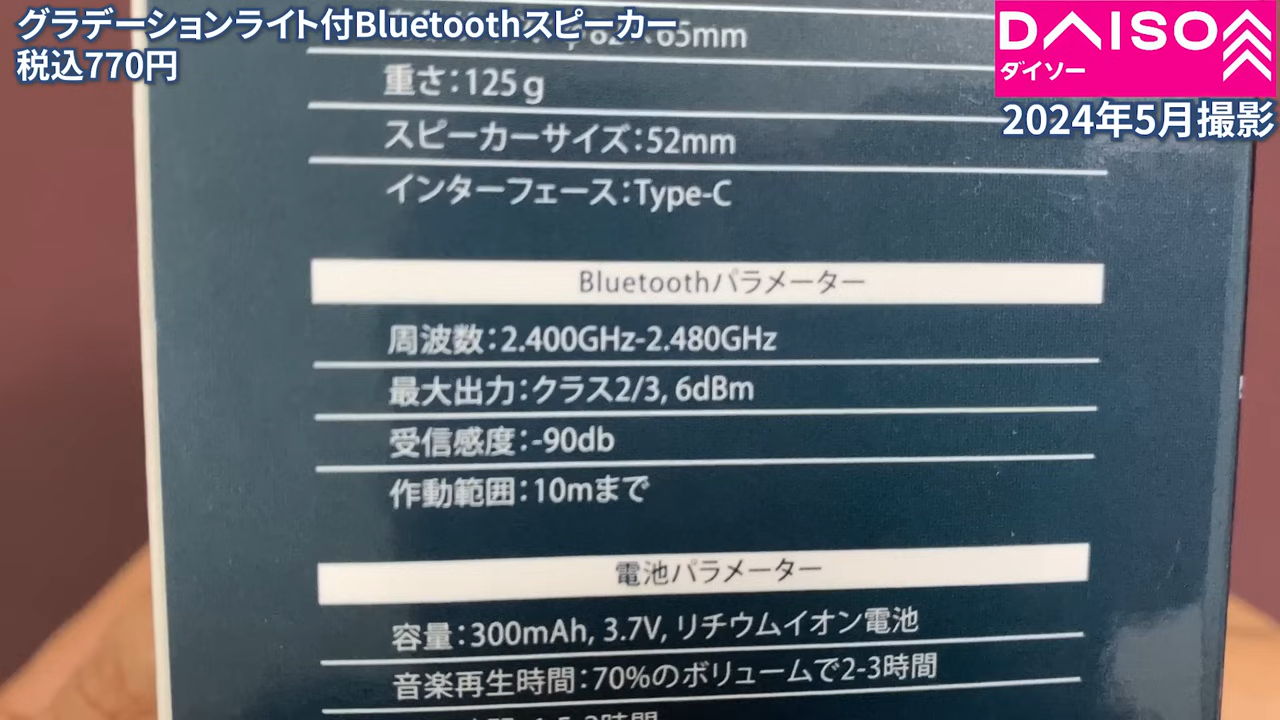 グラデーションライト付Bluetoothスピーカー
税込770円
DAISO
ダイソー
2024年5月撮影
65mm
重さ：125g
スピーカーサイズ：52mm
インターフェース：Type-C
Bluetoothパラメーター
周波数：2.400GHz-2.480GHz
最大出力：クラス2/3, 6dBm
受信感度：-90db
作動範囲：10mまで
電池パラメーター
容量：300mAh, 3.7V, リチウムイオン電池
音楽再生時間：70%のボリュームで2-3時間